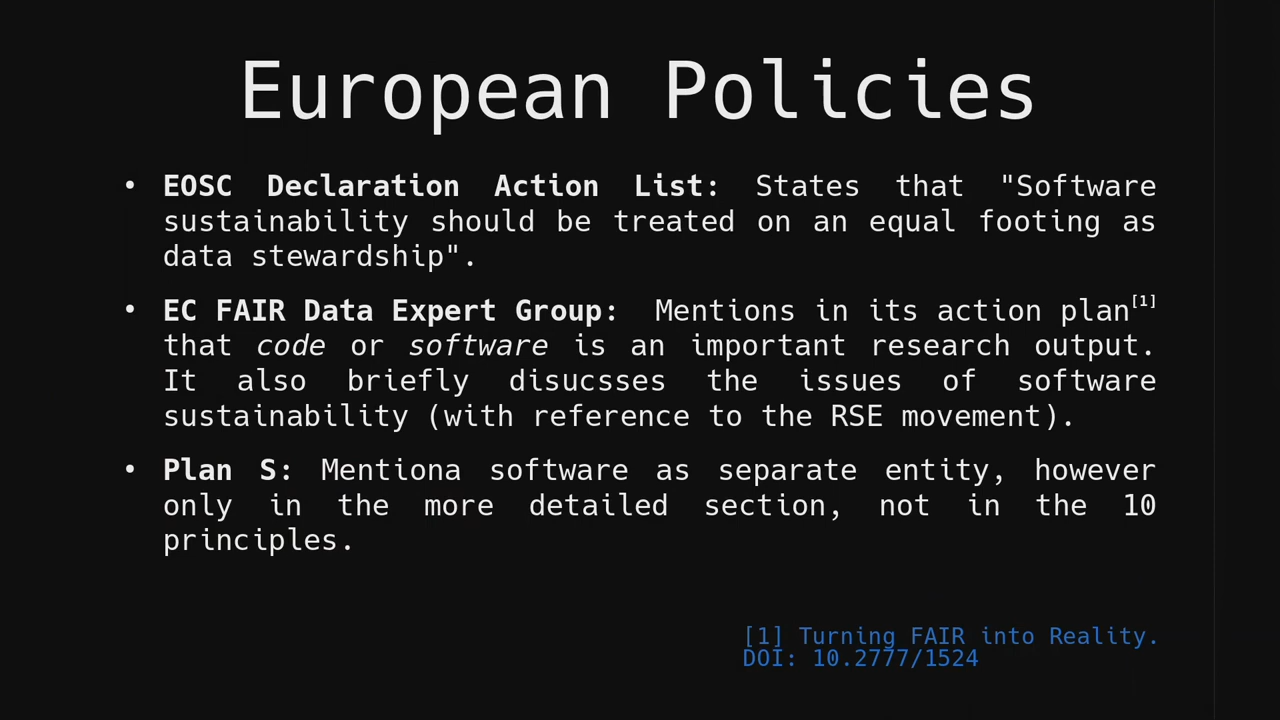 European Policies
• EOSC Declaration Action List: States that "Software
sustainability should be treated on an equal footing as
data stewardship".
• EC FAIR Data Expert Group: Mentions in its action plan[1]
that code or software is an important research output.
It also briefly disucsses the issues of software
sustainability (with reference to the RSE movement).
• Plan S: Mentiona software as separate entity, however
only in the more detailed section, not in the 10
principles.
[1] Turning FAIR into Reality.
DOI: 10.2777/1524